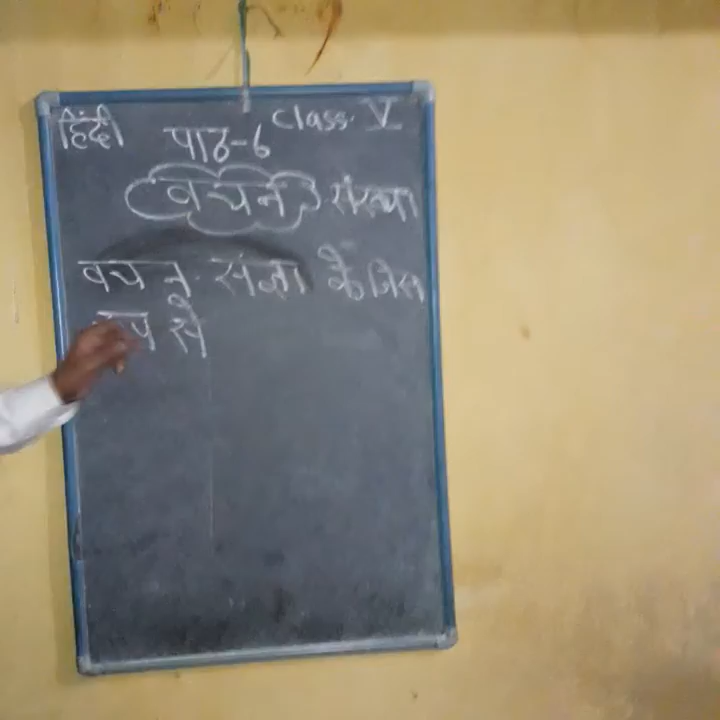 हिंदी Class. V
पाठ-6
वचन संख्या
वचन. संज्ञा के जिस
रूप से